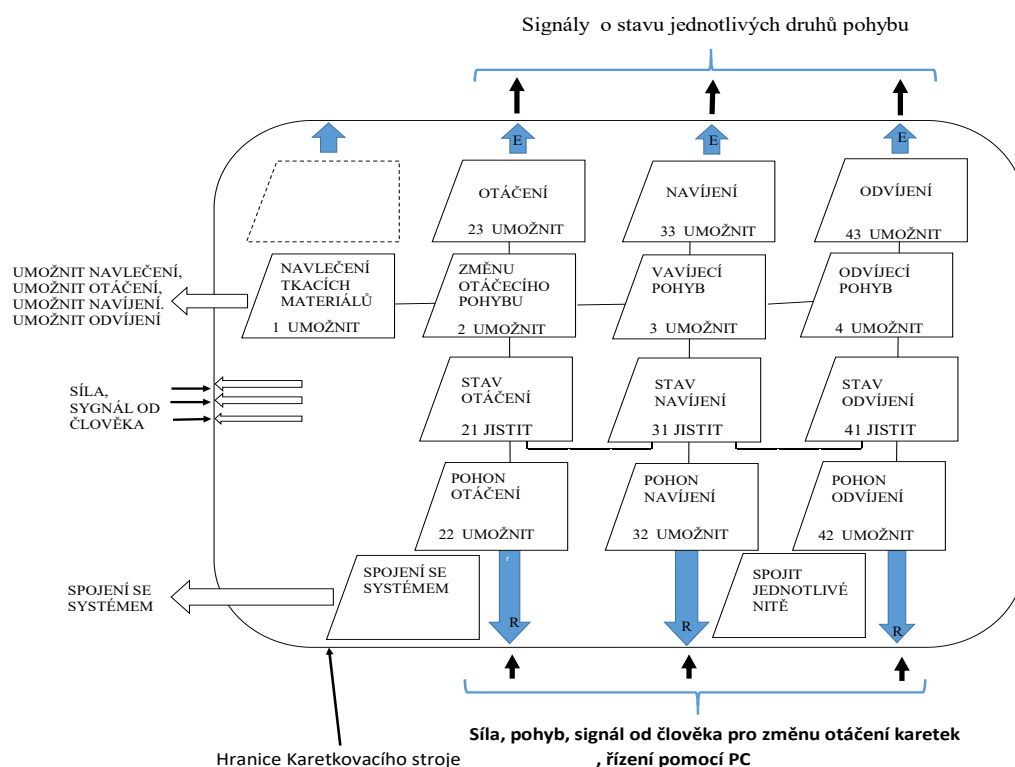 Signály o stavu jednotlivých druhů pohybu
E
E
E
OTÁČENÍ
23 UMOŽNIT
NAVÍJENÍ
33 UMOŽNIT
ODVÍJENÍ
43 UMOŽNIT
UMOŽNIT NAVLEČENÍ,
UMOŽNIT OTÁČENÍ,
UMOŽNIT NAVÍJENÍ.
UMOŽNIT ODVÍJENÍ
NAVLEČENÍ
TKACÍCH
MATERIÁLŮ
1 UMOŽNIT
ZMĚNU
OTÁČECÍHO
POHYBU
2 UMOŽNIT
VAVÍJECÍ
POHYB
3 UMOŽNIT
ODVÍJECÍ
POHYB
4 UMOŽNIT
SÍLA,
SYGNÁL OD
ČLOVĚKA
STAV
OTÁČENÍ
21 JISTIT
STAV
NAVÍJENÍ
31 JISTIT
STAV
ODVÍJENÍ
41 JISTIT
POHON
OTÁČENÍ
22 UMOŽNIT
POHON
NAVÍJENÍ
32 UMOŽNIT
POHON
ODVÍJENÍ
42 UMOŽNIT
r
SPOJENÍ SE
SYSTÉMEM
SPOJENÍ SE
SYSTÉMEM
SPOJIT
JEDNOTLIVÉ
NITĚ
R
R
R
Síla, pohyb, signál od člověka pro změnu otáčení karetek
, řízení pomocí PC
Hranice Karetkovacího stroje